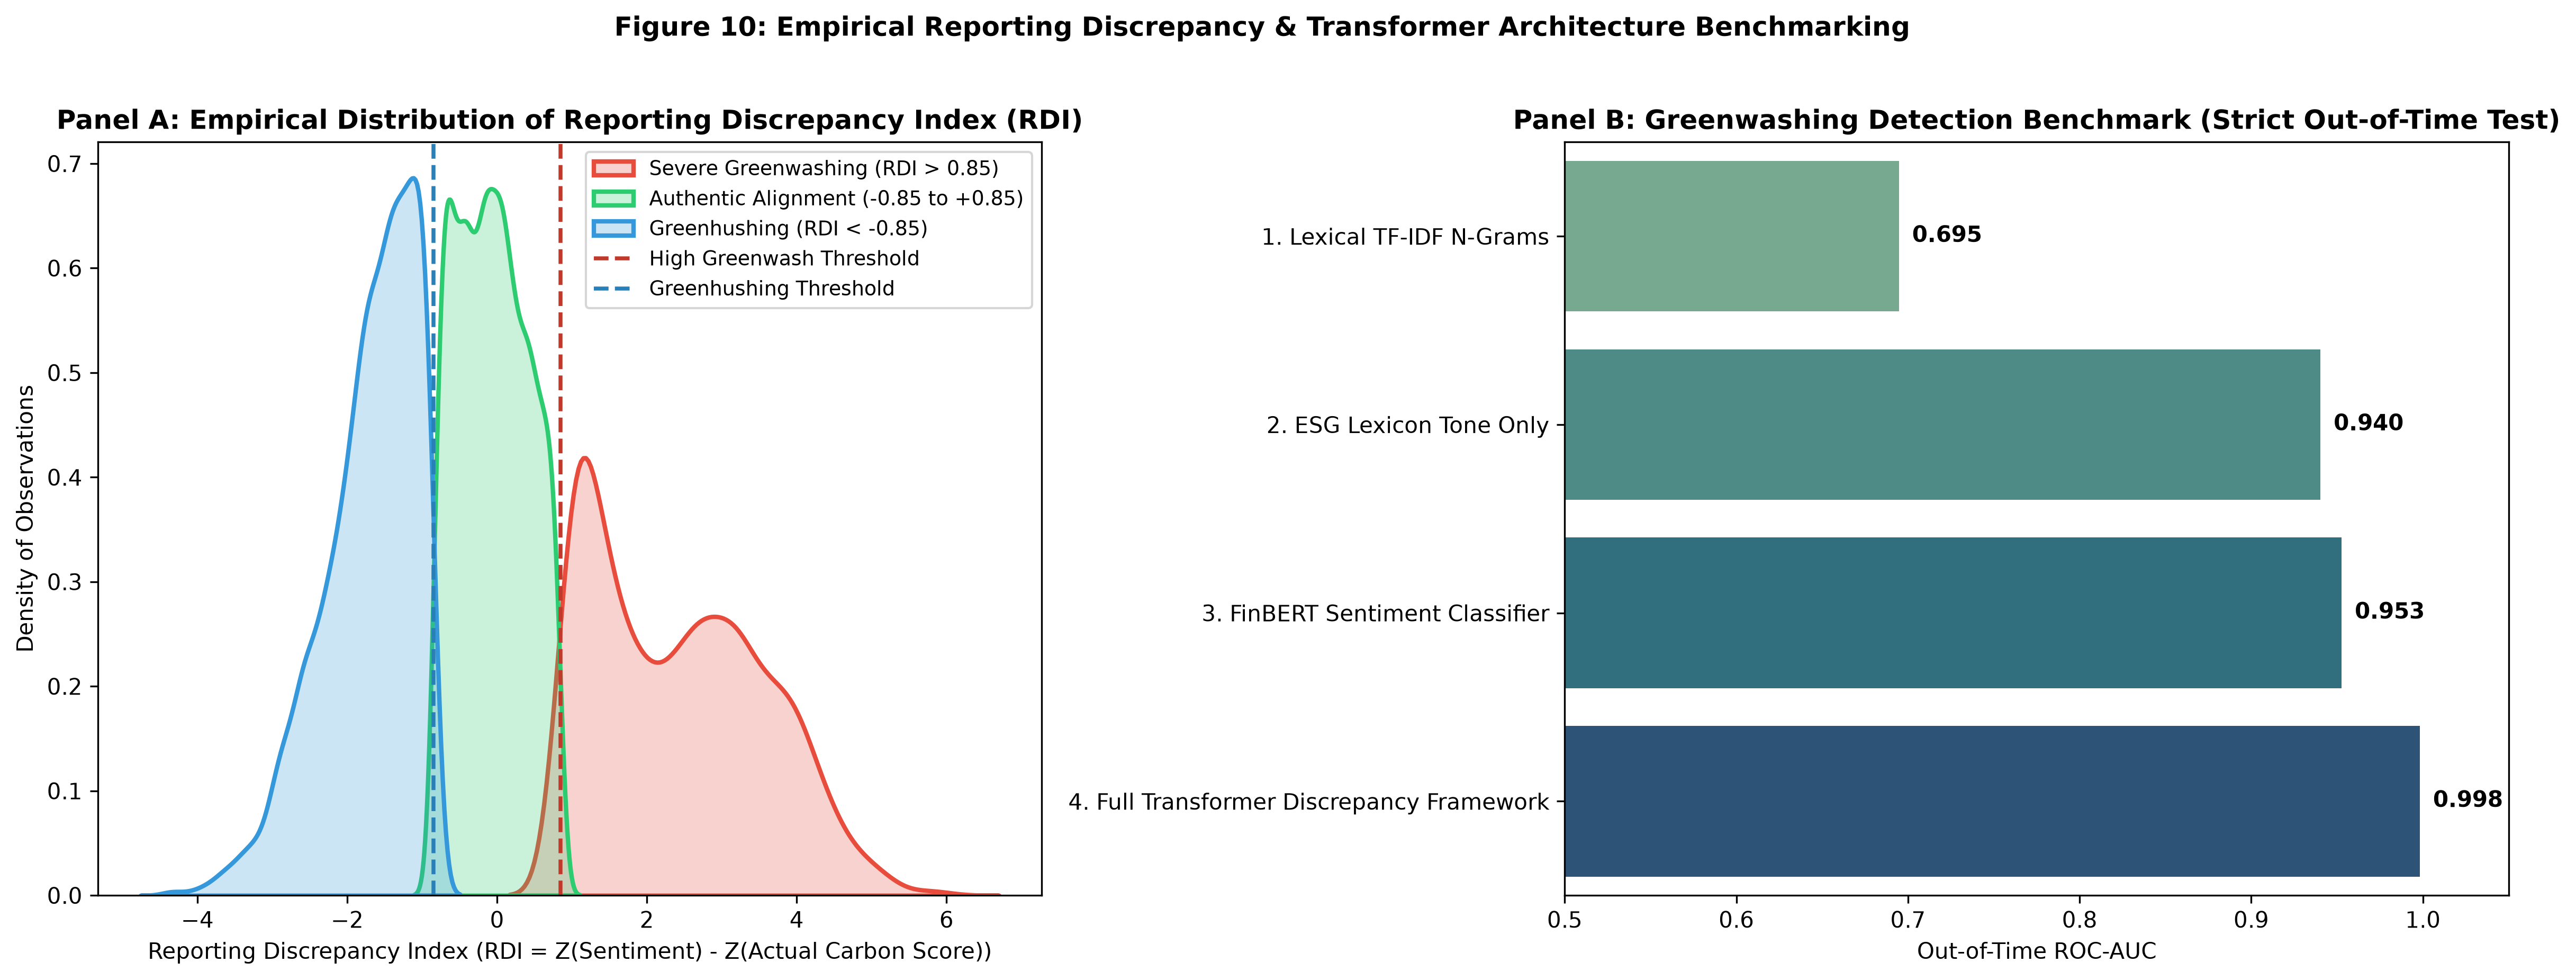 Figure 10: Empirical Reporting Discrepancy & Transformer Architecture Benchmarking
Panel A: Empirical Distribution of Reporting Discrepancy Index (RDI)
Severe Greenwashing (RDI > 0.85)
Authentic Alignment (-0.85 to +0.85)
Greenhushing (RDI < -0.85)
High Greenwash Threshold
Greenhushing Threshold
Density of Observations
0.7
0.6
0.5
0.4
0.3
0.2
0.1
0.0
−4
−2
0
2
4
6
Reporting Discrepancy Index (RDI = Z(Sentiment) - Z(Actual Carbon Score))
Panel B: Greenwashing Detection Benchmark (Strict Out-of-Time Test)
1. Lexical TF-IDF N-Grams
0.695
2. ESG Lexicon Tone Only
0.940
3. FinBERT Sentiment Classifier
0.953
4. Full Transformer Discrepancy Framework
0.998
0.5
0.6
0.7
0.8
0.9
1.0
Out-of-Time ROC-AUC